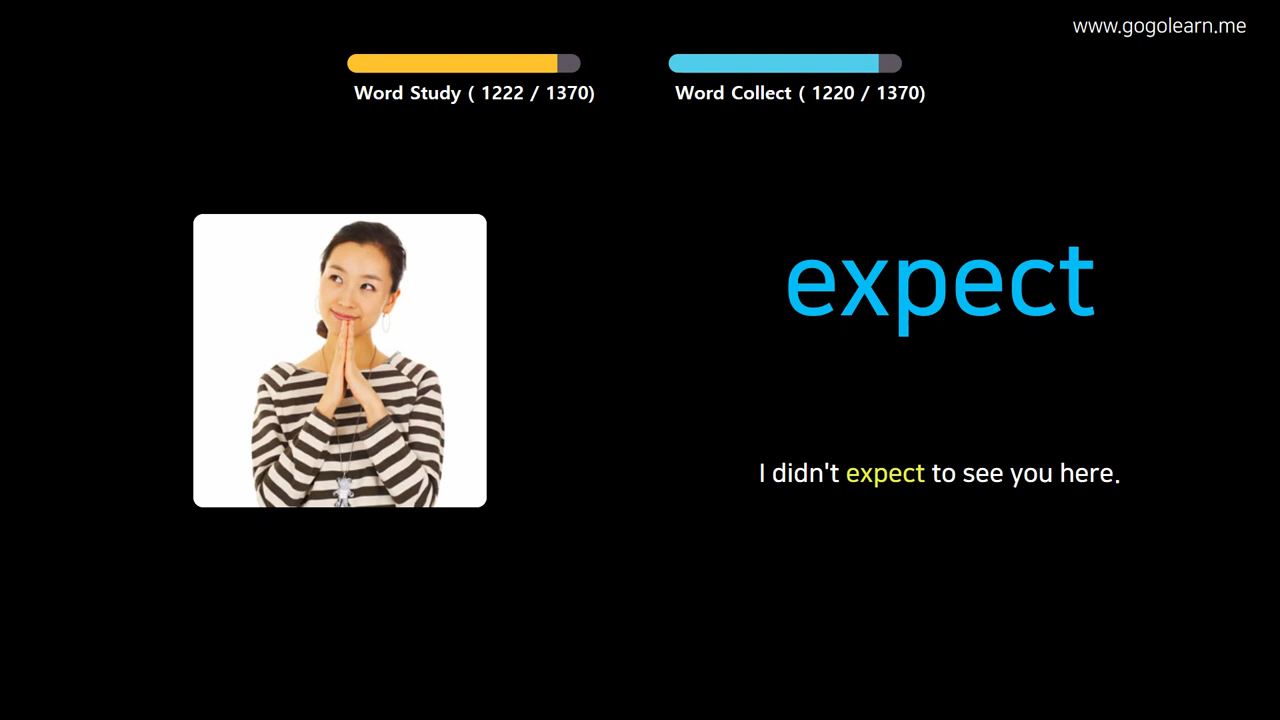 www.gogolearn.me
Word Study ( 1222 / 1370)
Word Collect ( 1220 / 1370)
expect
I didn't expect to see you here.